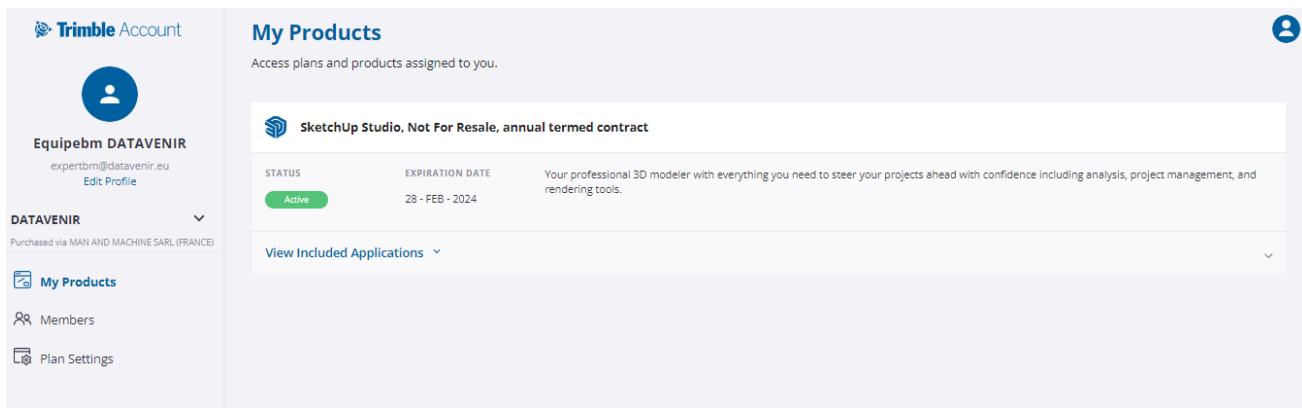 Trimble Account
Equipebm DATAVENIR
expertbm@datavenir.eu
Edit Profile
DATAVENIR
Purchased via MAN AND MACHINE SARL (FRANCE)
My Products
Members
Plan Settings
My Products
Access plans and products assigned to you.
SketchUp Studio, Not For Resale, annual termed contract
STATUS
Active
EXPIRATION DATE
28 - FEB - 2024
Your professional 3D modeler with everything you need to steer your projects ahead with confidence including analysis, project management, and
rendering tools.
View Included Applications